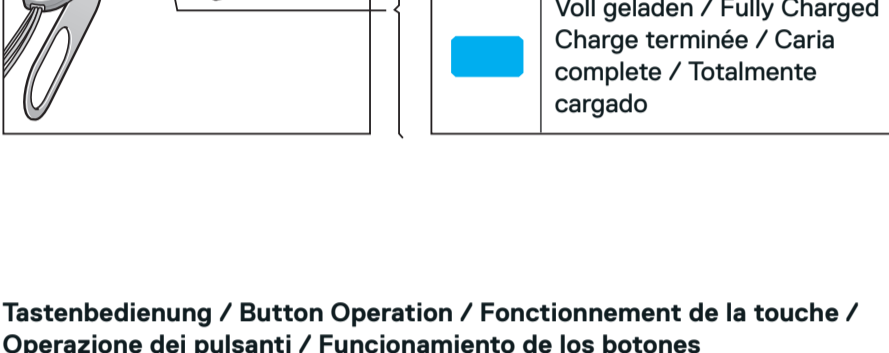 Voll geladen / Fully Charged
Charge terminée / Caria
complete / Totalmente
cargado
Tastenbedienung / Button Operation / Fonctionnement de la touche /
Operazione dei pulsanti / Funcionamiento de los botones